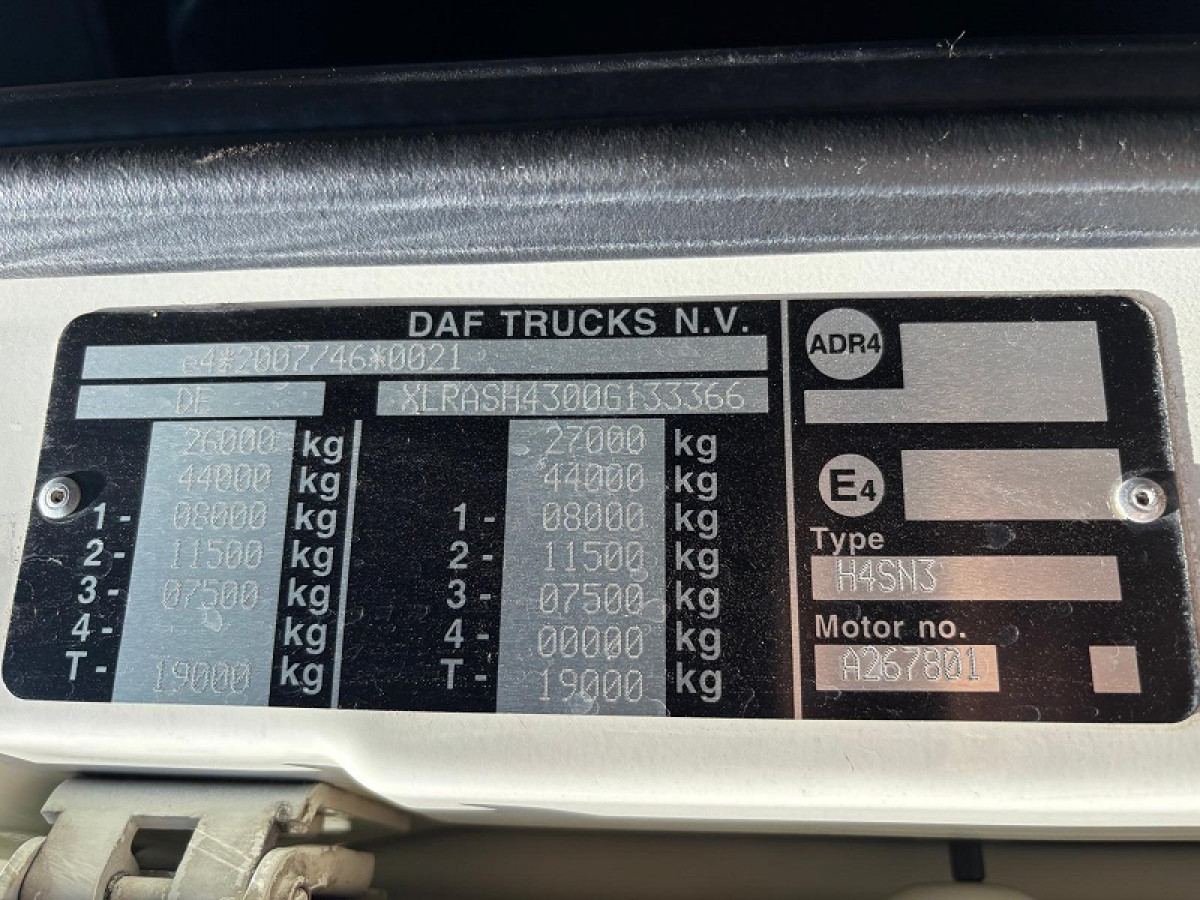 DAF TRUCKS N.V.
e4*2007/46*0021
DE XLRASH4300G133366
26000 kg 27000 kg
44000 kg 44000 kg
1- 08000 kg 1- 08000 kg
2- 11500 kg 2- 11500 kg
3- 07500 kg 3- 07500 kg
4- kg 4- 00000 kg
T- 19000 kg T- 19000 kg
ADR4
E4
Type
H4SN3
Motor no.
A267801